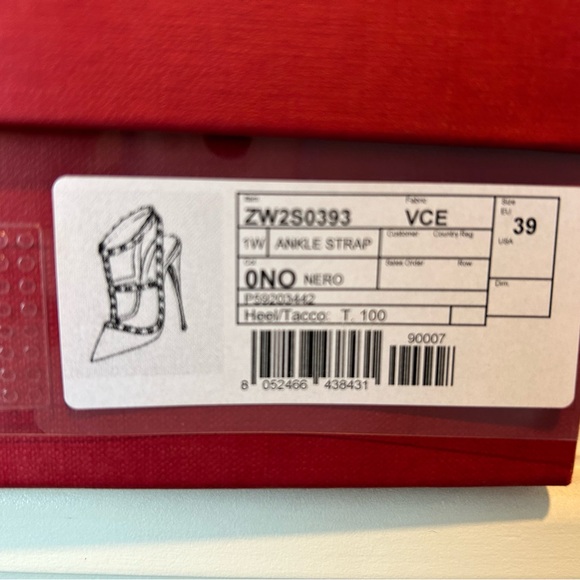 Item
ZW2S0393
Fabric
VCE
Size
EU
39
USA
1W ANKLE STRAP
Customer Country Reg
Col
0NO NERO
Sales Order Row
Dim.
P59203442
Heel/Tacco: T. 100
90007
8 052466 438431